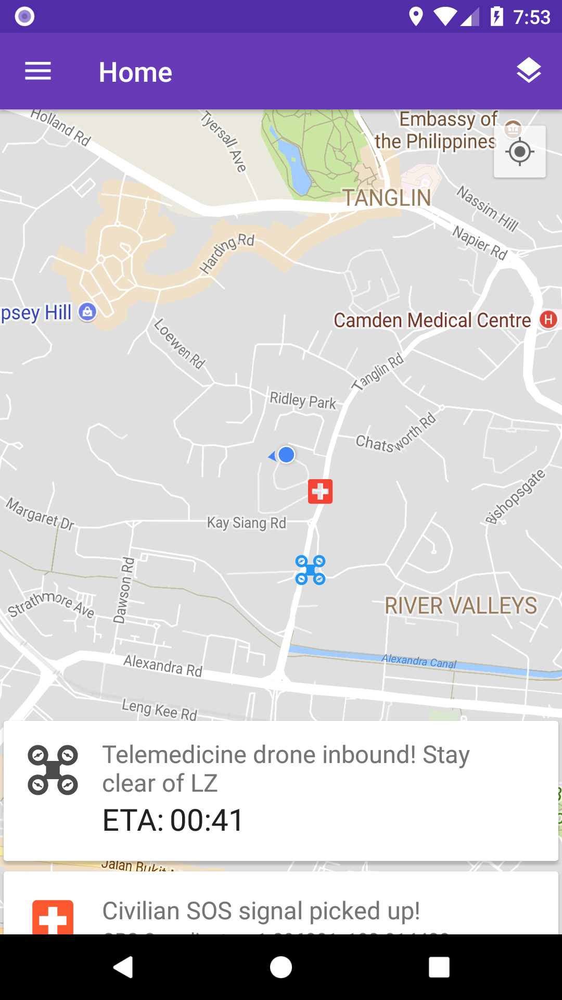 7:53
Home
Holland Rd
Tyersall Ave
Embassy of
the Philippines
TANGLIN
Nassim Hill
Napier Rd
Harding Rd
psey Hill
Camden Medical Centre
H
Loewen Rd
Tanglin Rd
Ridley Park
Chatsworth Rd
Bishopsgate
Margaret Dr
Kay Siang Rd
Dawson Rd
Strathmore Ave
RIVER VALLEYS
Alexandra Canal
Alexandra Rd
Leng Kee Rd
Telemedicine drone inbound! Stay
clear of LZ
ETA: 00:41
Jalan Bukit
Civilian SOS signal picked up!